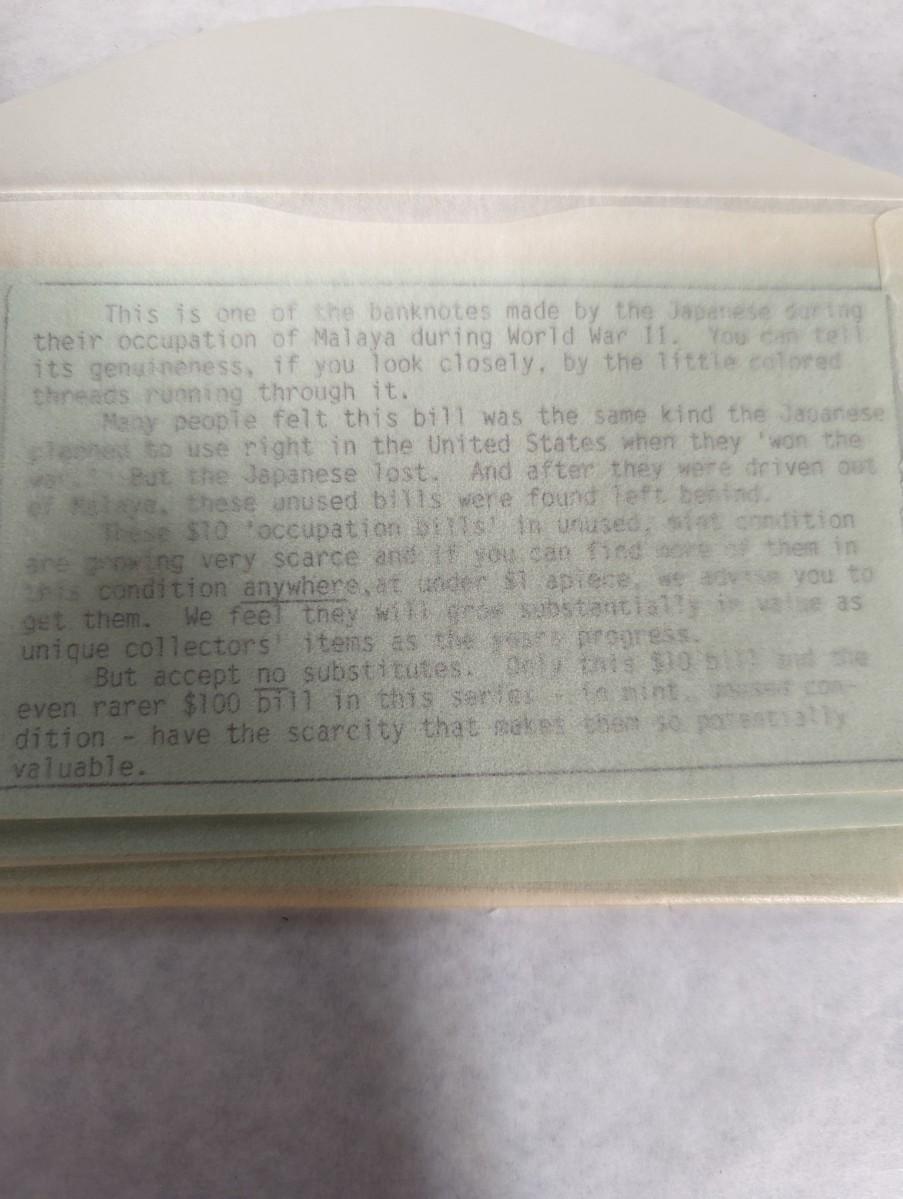 This is one of the banknotes made by the Japanese during
their occupation of Malaya during World War II. You can tell
its genuineness, if you look closely, by the little colored
threads running through it.
Many people felt this bill was the same kind the Japanese
planned to use right in the United States when they 'won the
war.' But the Japanese lost. And after they were driven out
of Malaya, these unused bills were found left behind.
These $10 'occupation bills' in unused, mint condition
are growing very scarce and if you can find more of them in
this condition anywhere, at under $1 apiece, we advise you to
get them. We feel they will grow substantially in value as
unique collectors' items as the years progress.
But accept no substitutes. Only this $10 bill and the
even rarer $100 bill in this series - in mint, unused con-
dition - have the scarcity that makes them so potentially
valuable.